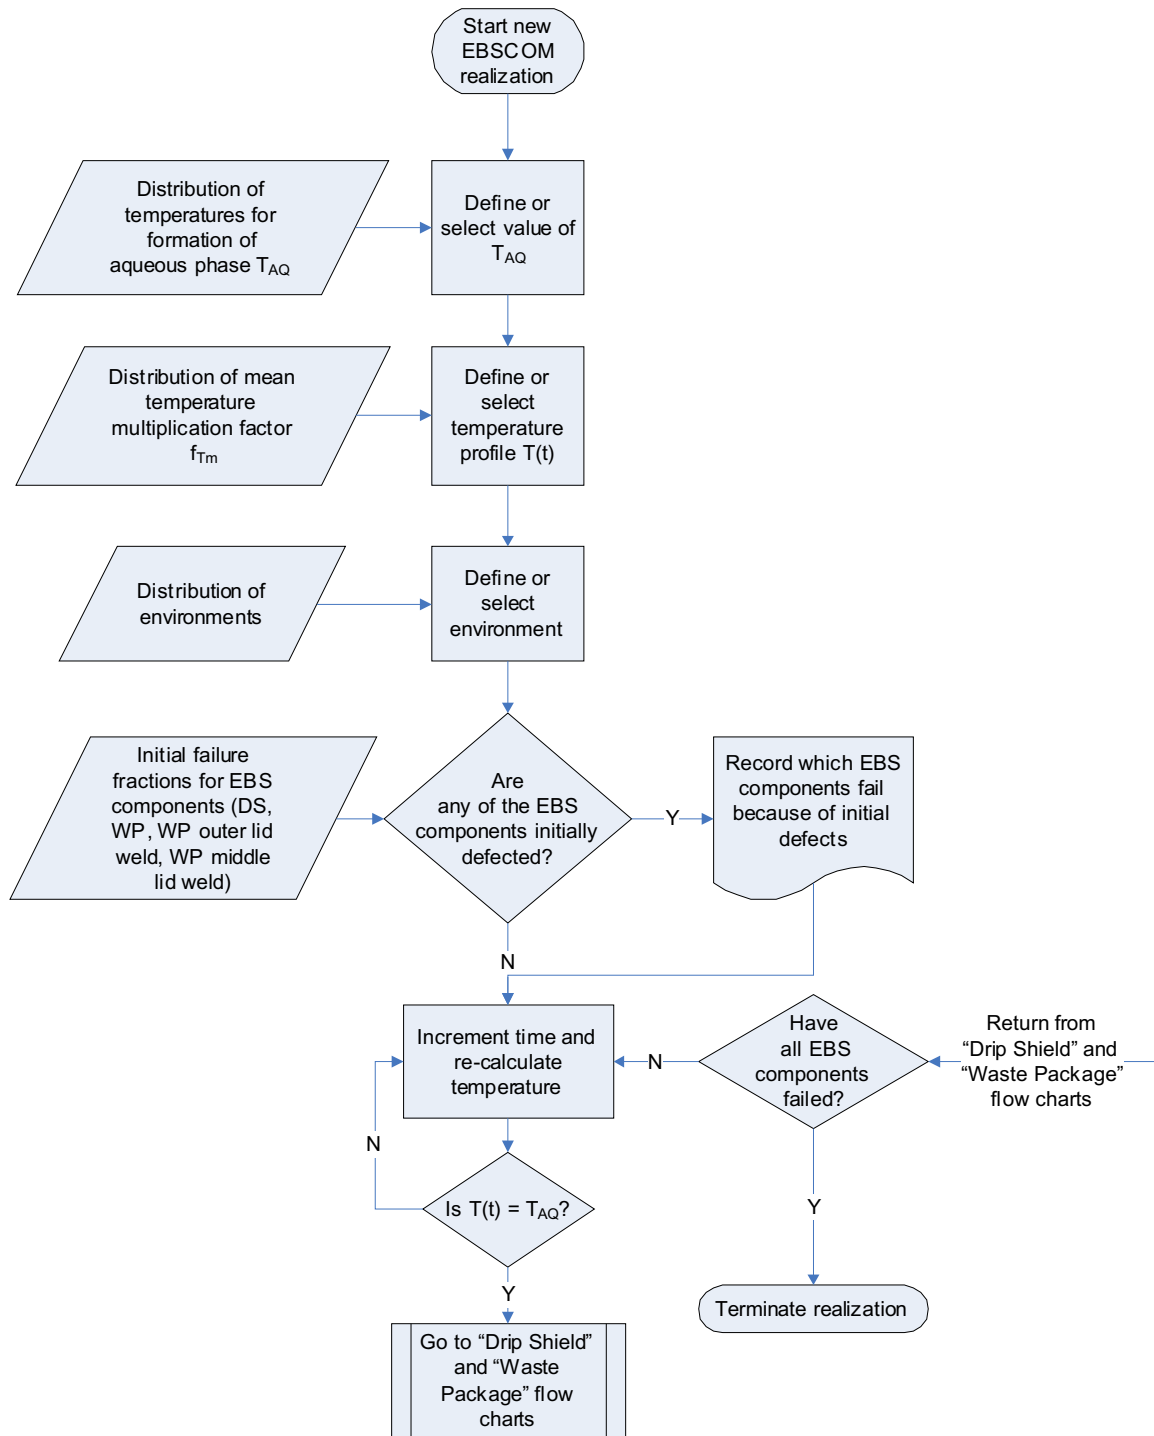 Start new
EBSCOM
realization
Distribution of
temperatures for
formation of
aqueous phase TAQ
Define or
select value of
TAQ
Distribution of mean
temperature
multiplication factor
fTm
Define or
select
temperature
profile T(t)
Distribution of
environments
Define or
select
environment
Initial failure
fractions for EBS
components (DS,
WP, WP outer lid
weld, WP middle
lid weld)
Are
any of the EBS
components initially
defected?
Y
Record which EBS
components fail
because of initial
defects
N
Increment time and
re-calculate
temperature
N
Have
all EBS
components
failed?
Return from
“Drip Shield” and
“Waste Package”
flow charts
N
Is T(t) = TAQ?
Y
Y
Terminate realization
Go to “Drip Shield”
and “Waste
Package” flow
charts